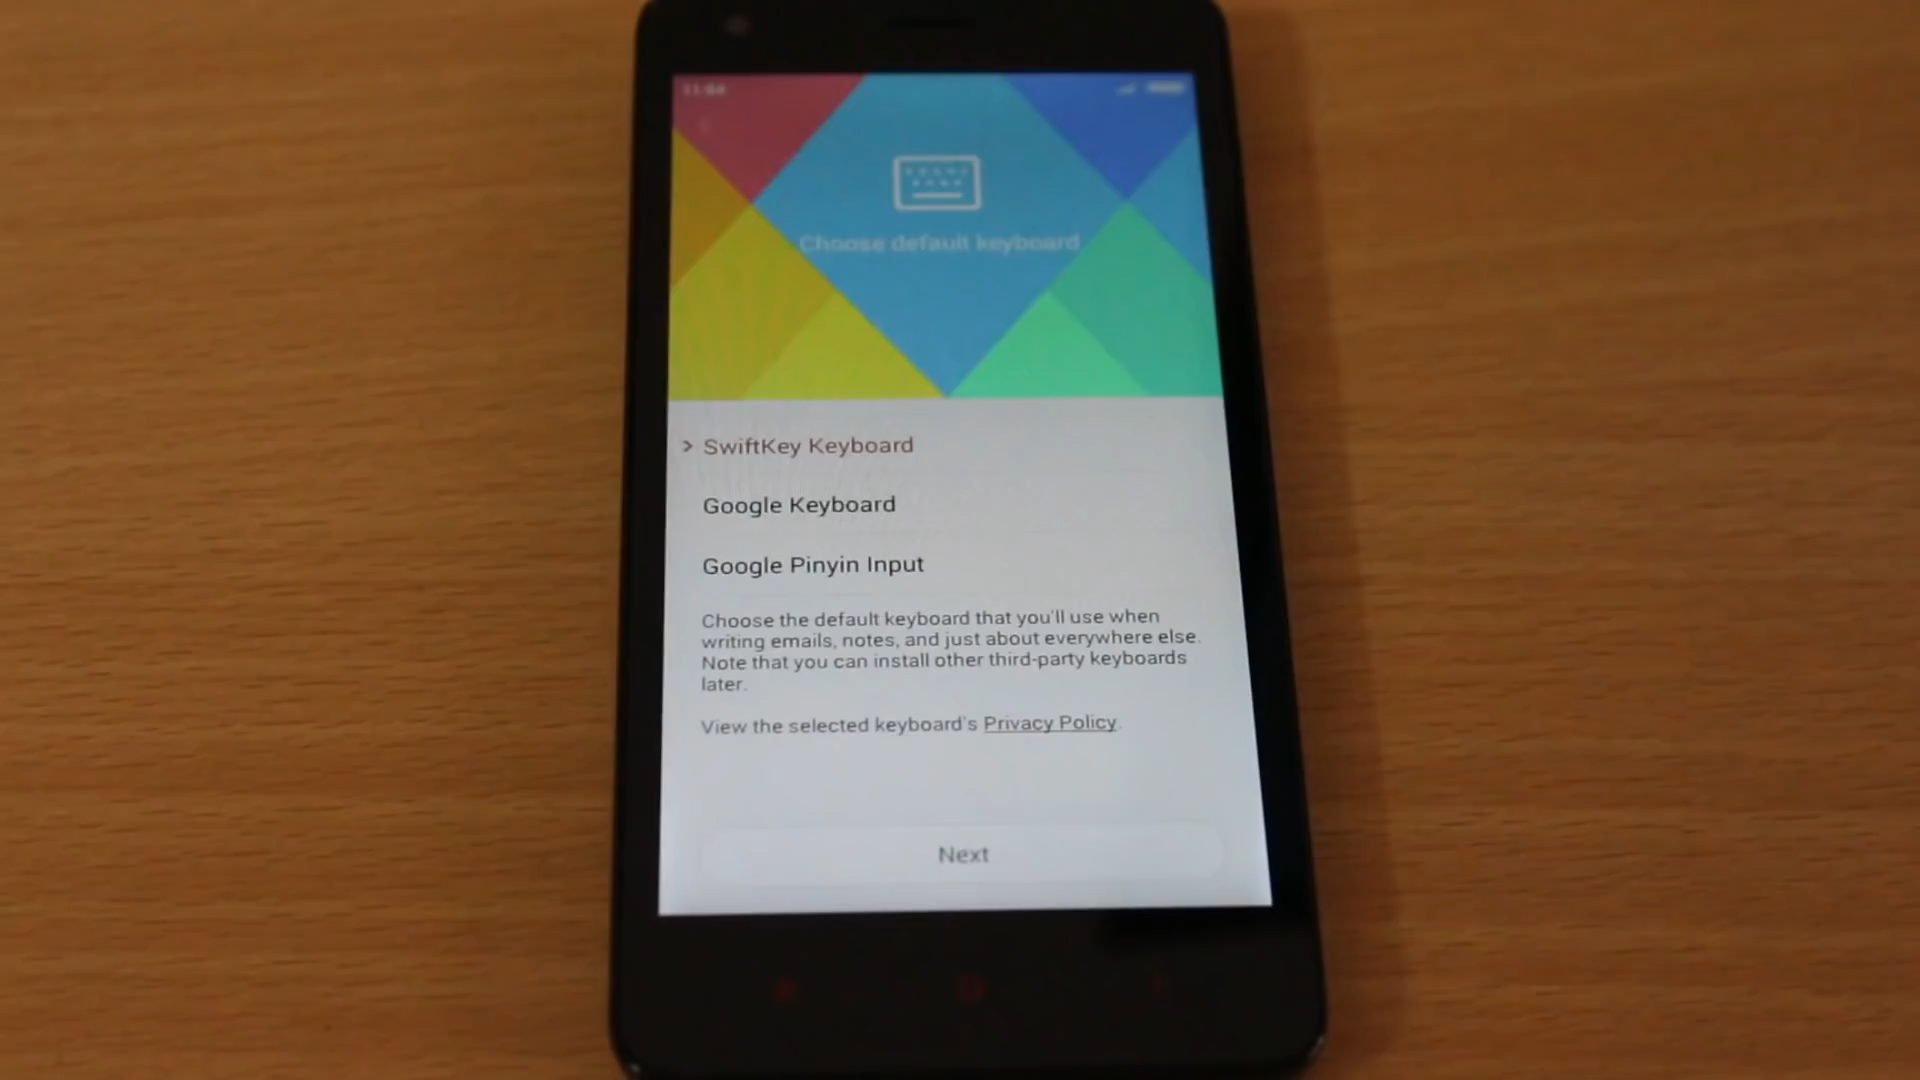 Choose default keyboard
> SwiftKey Keyboard
Google Keyboard
Google Pinyin Input
Choose the default keyboard that you'll use when
writing emails, notes, and just about everywhere else.
Note that you can install other third-party keyboards
later.
View the selected keyboard's Privacy Policy.
Next